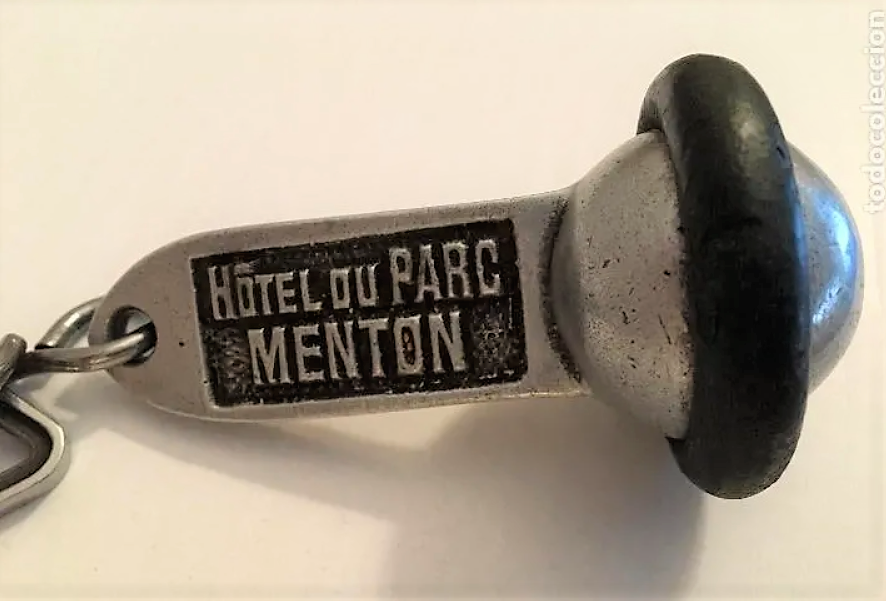 HÔTEL DU PARC
MENTON
todocoleccion